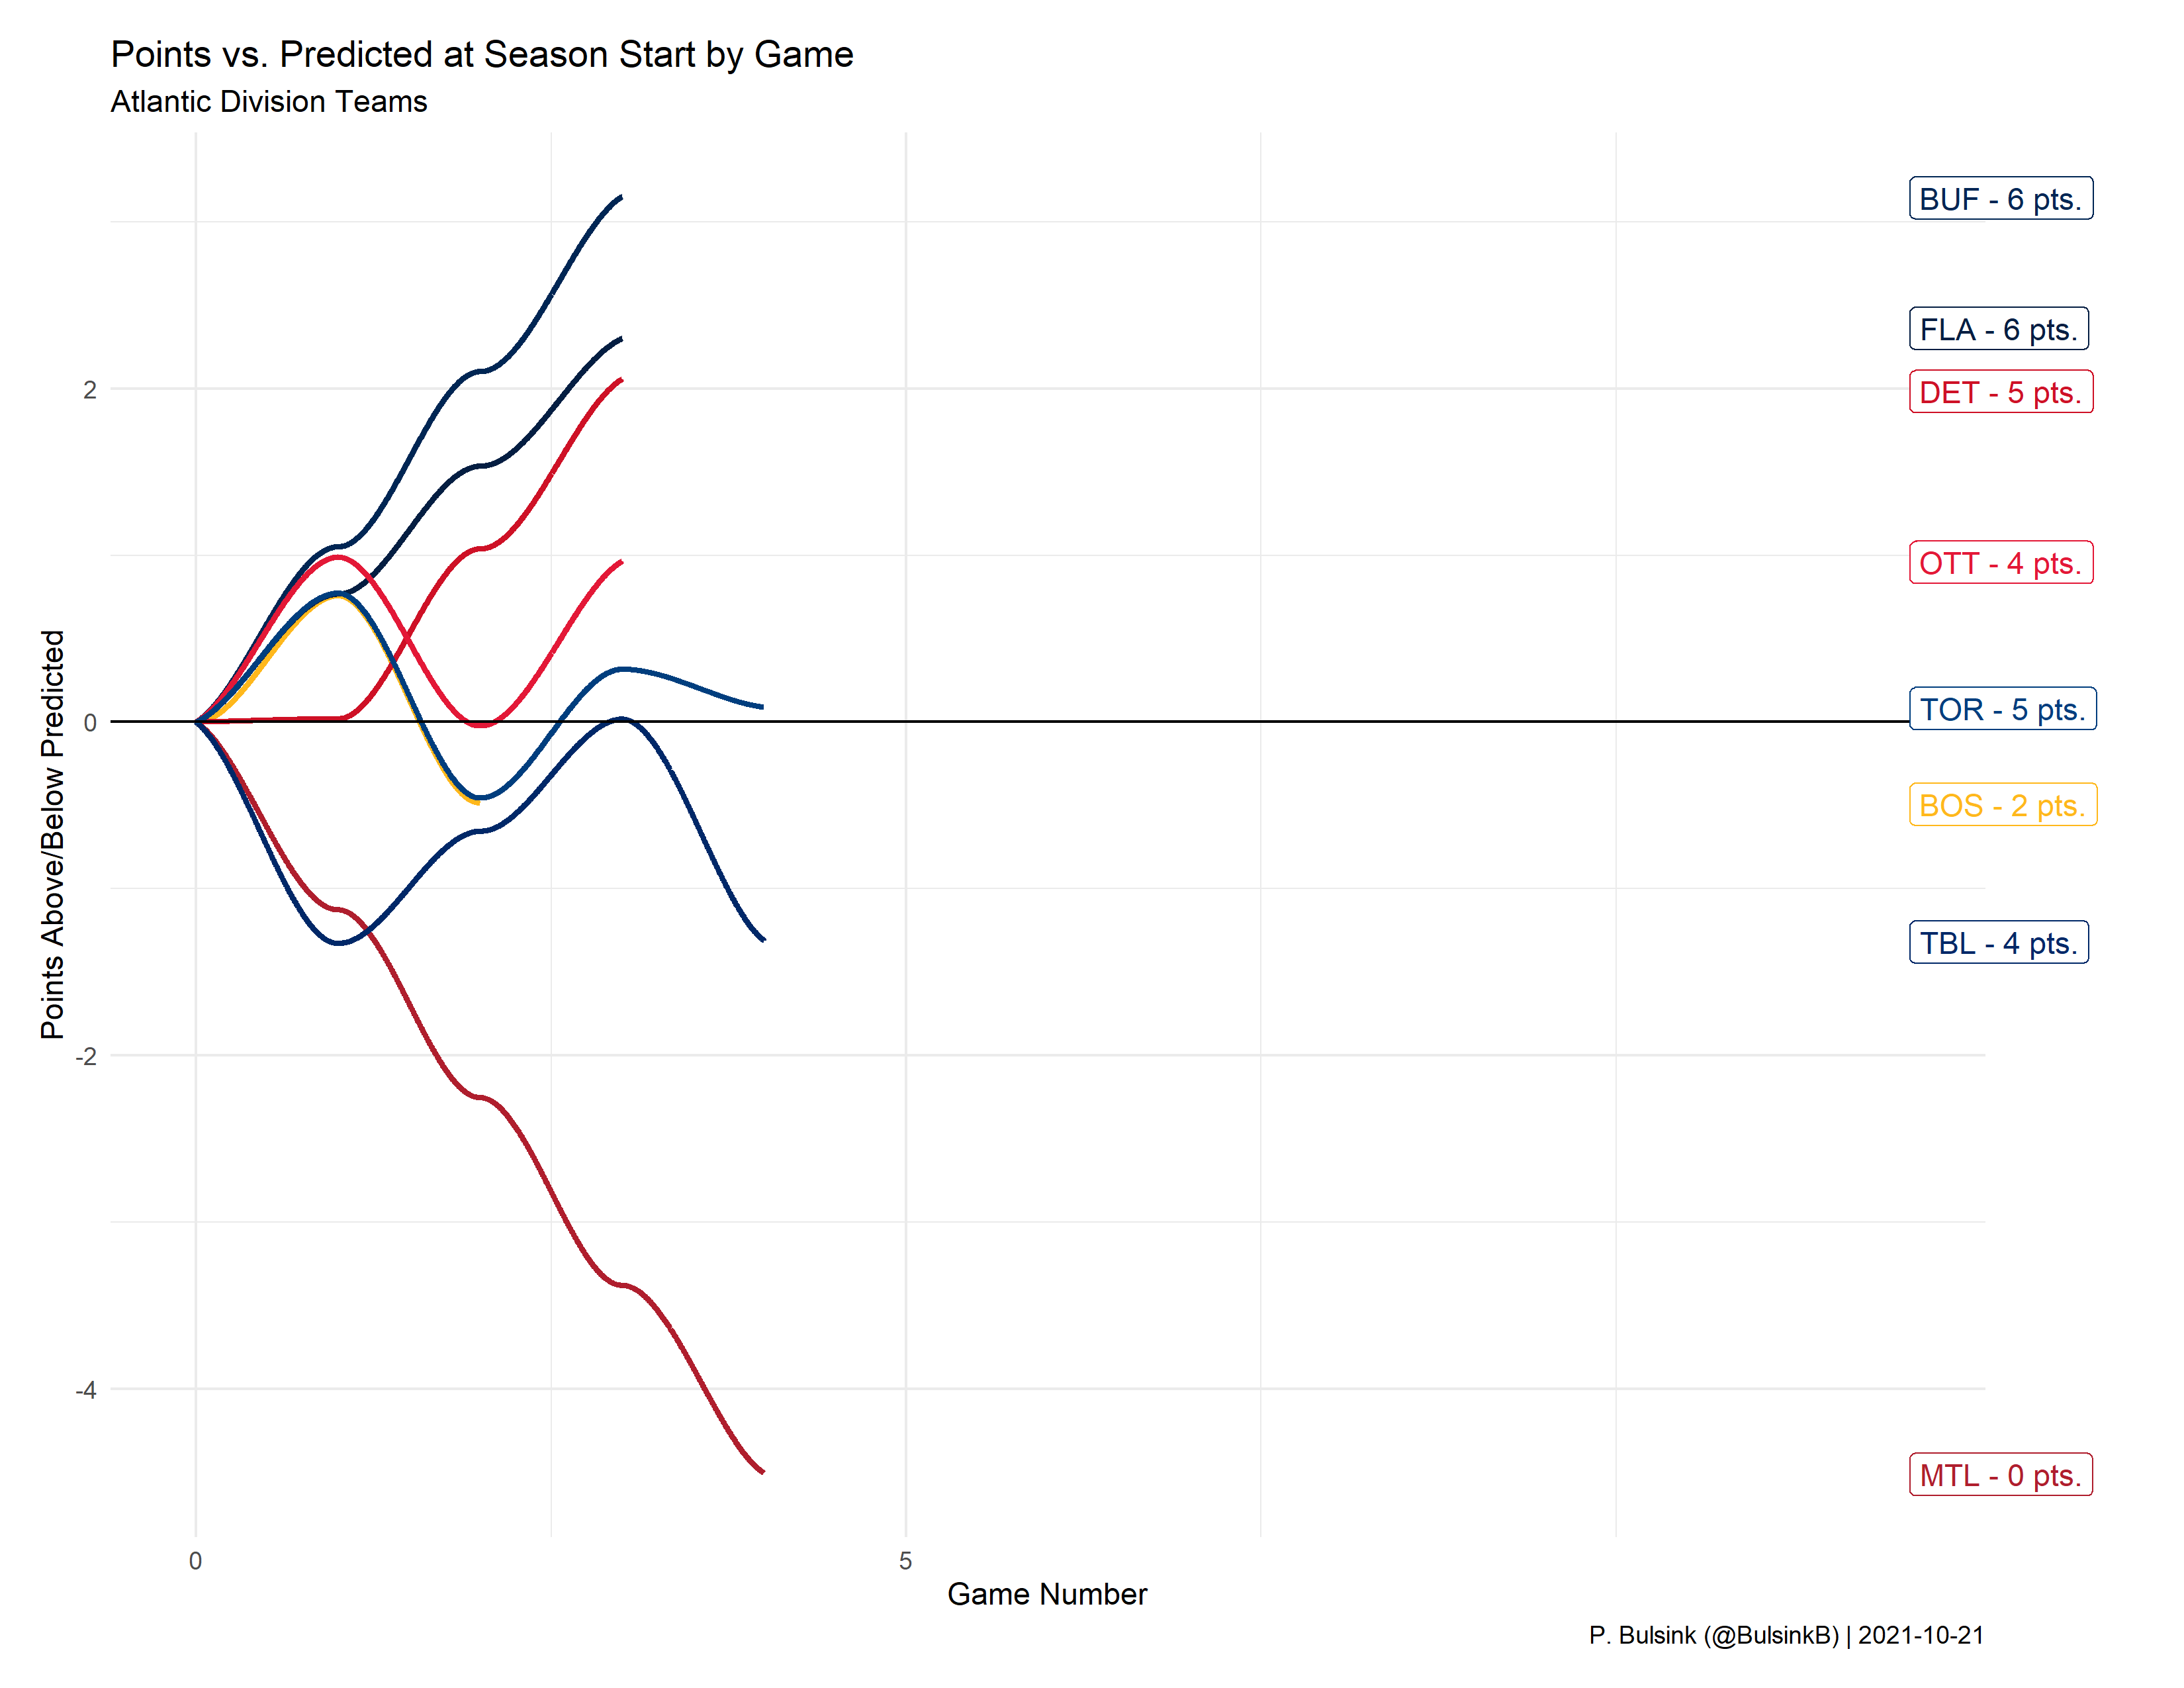 Points vs. Predicted at Season Start by Game
Atlantic Division Teams
Points Above/Below Predicted
2
0
-2
-4
BUF - 6 pts.
FLA - 6 pts.
DET - 5 pts.
OTT - 4 pts.
TOR - 5 pts.
BOS - 2 pts.
TBL - 4 pts.
MTL - 0 pts.
0
5
Game Number
P. Bulsink (@BulsinkB) | 2021-10-21